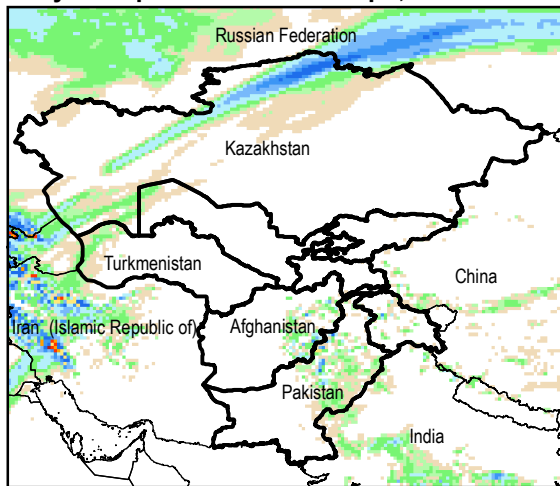 Russian Federation
Kazakhstan
Turkmenistan
China
Iran (Islamic Republic of)
Afghanistan
Pakistan
India